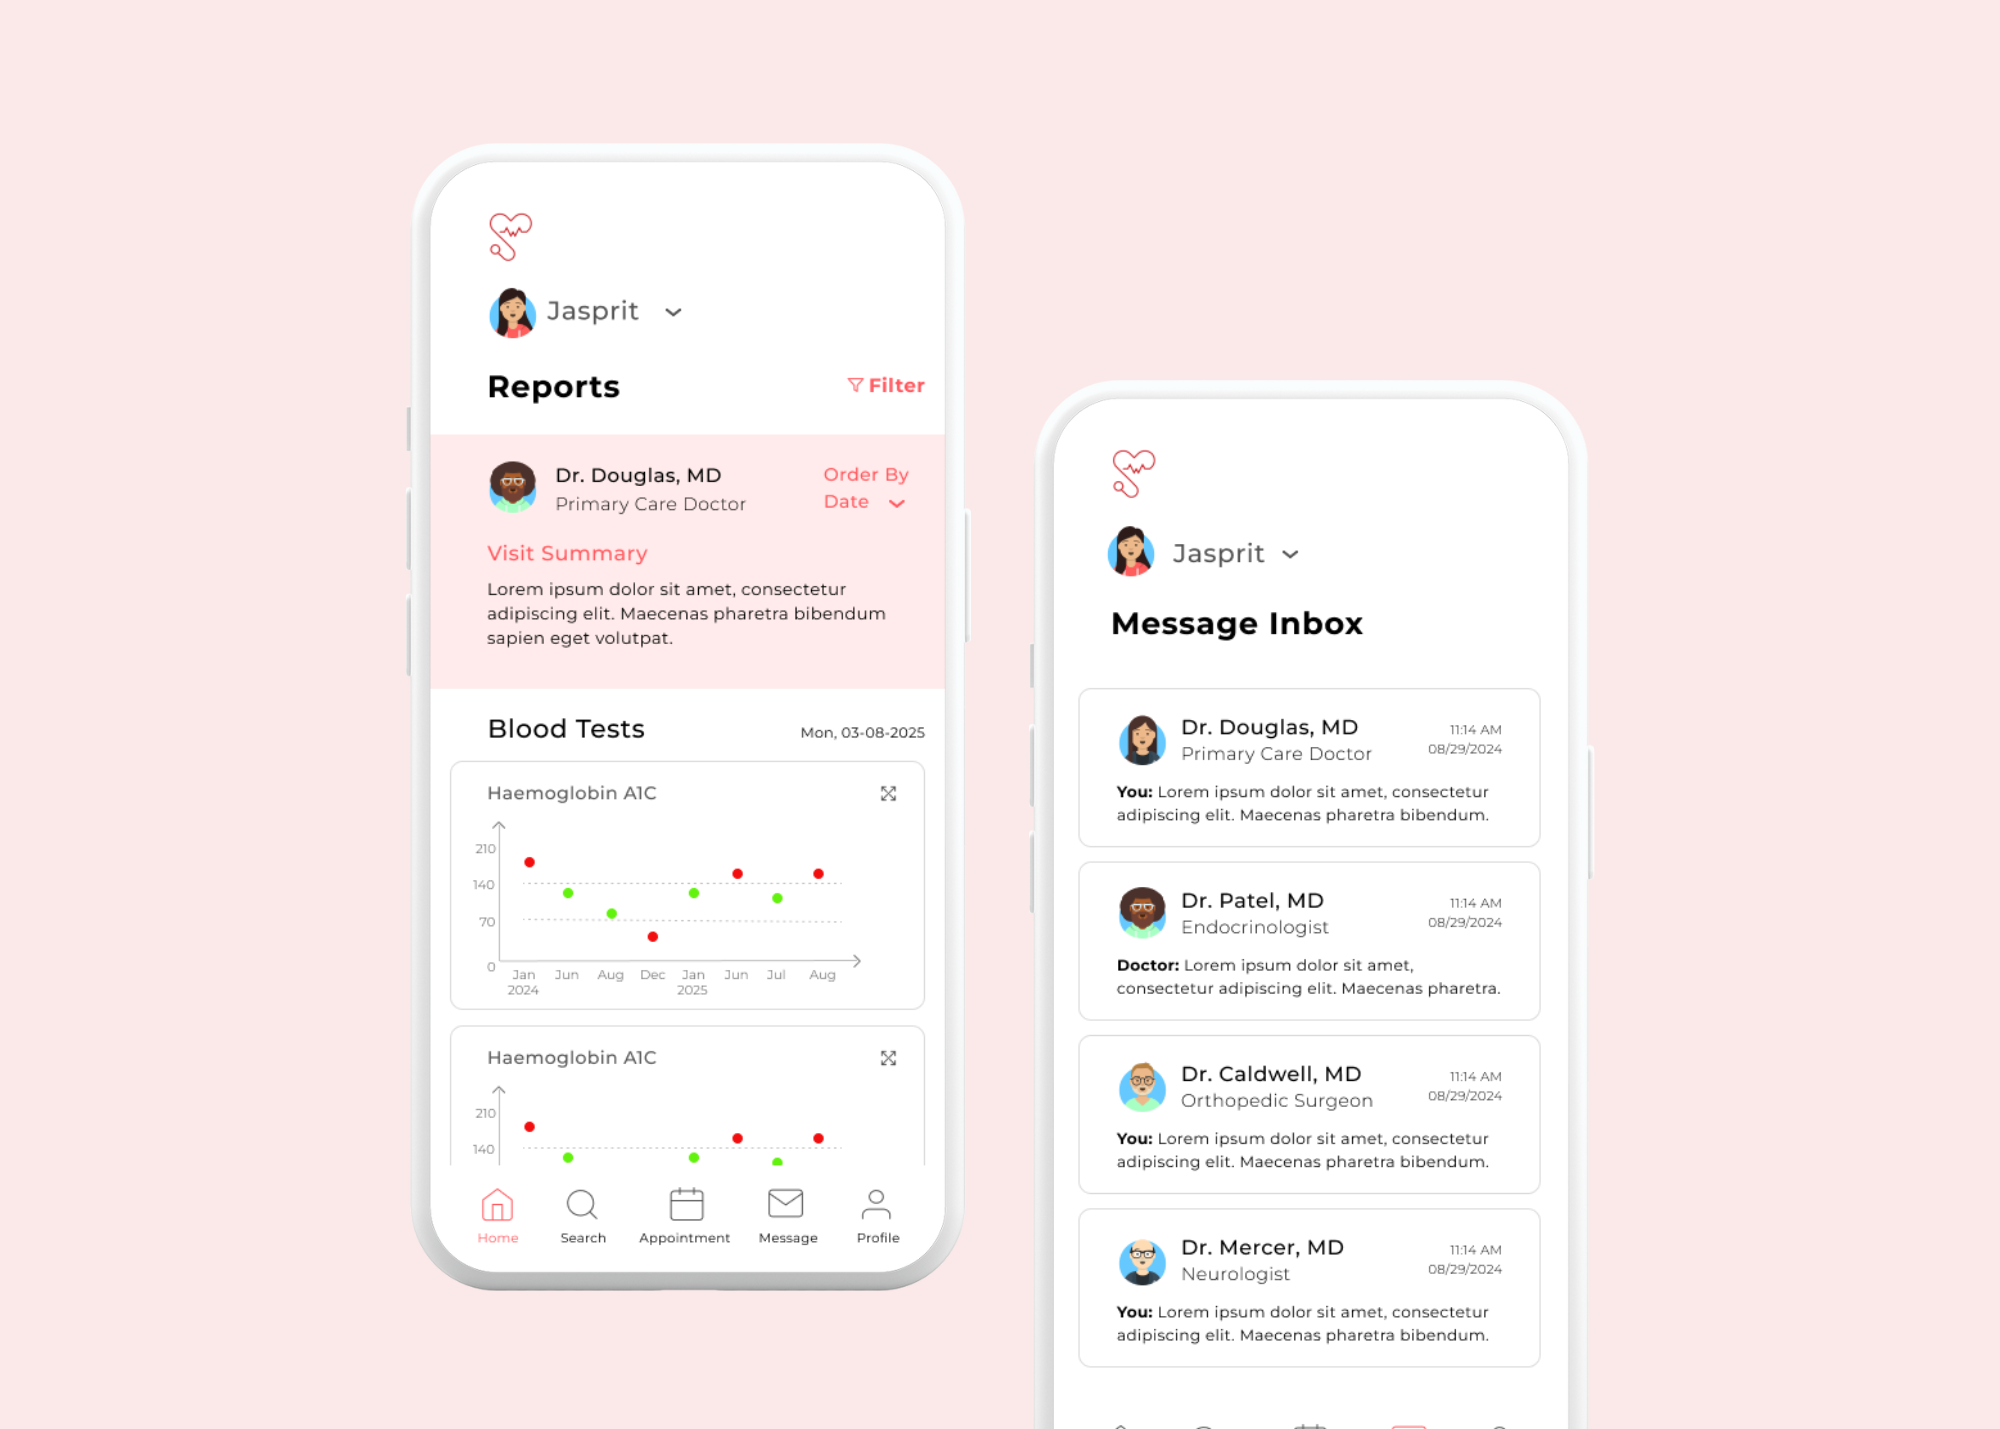 Jasprit
Reports
Filter
Dr. Douglas, MD
Primary Care Doctor
Order By
Date
Visit Summary
Lorem ipsum dolor sit amet, consectetur
adipiscing elit. Maecenas pharetra bibendum
sapien eget volutpat.
Blood Tests
Mon, 03-08-2025
Haemoglobin A1C
210
140
70
0
Jan Jun Aug Dec Jan Jun Jul Aug
2024 2025
Haemoglobin A1C
210
140
Home
Search
Appointment
Message
Profile
Jasprit
Message Inbox
Dr. Douglas, MD
Primary Care Doctor
11:14 AM
08/29/2024
You: Lorem ipsum dolor sit amet, consectetur
adipiscing elit. Maecenas pharetra bibendum.
Dr. Patel, MD
Endocrinologist
11:14 AM
08/29/2024
Doctor: Lorem ipsum dolor sit amet,
consectetur adipiscing elit. Maecenas pharetra.
Dr. Caldwell, MD
Orthopedic Surgeon
11:14 AM
08/29/2024
You: Lorem ipsum dolor sit amet, consectetur
adipiscing elit. Maecenas pharetra bibendum.
Dr. Mercer, MD
Neurologist
11:14 AM
08/29/2024
You: Lorem ipsum dolor sit amet, consectetur
adipiscing elit. Maecenas pharetra bibendum.